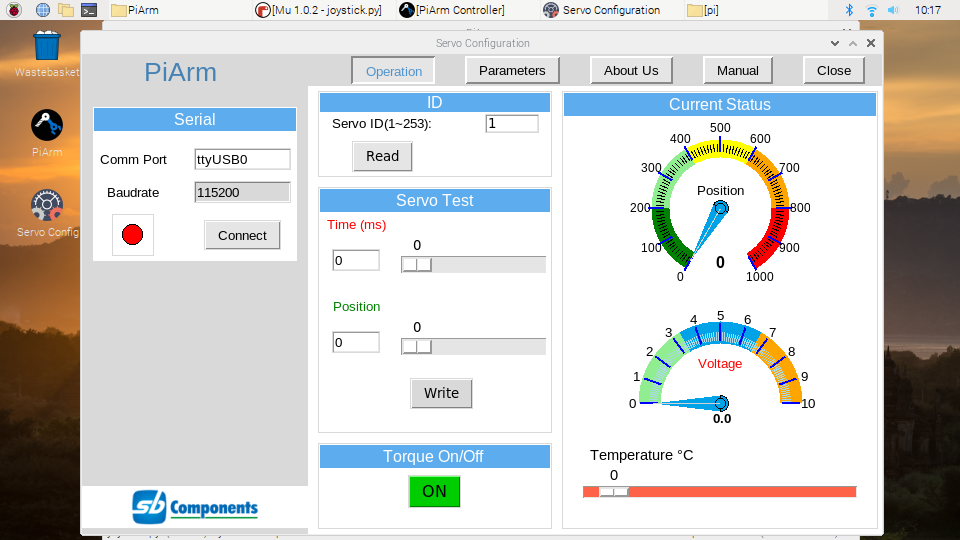 PiArm
[Mu 1.0.2 - joystick.py]
[PiArm Controller]
Servo Configuration
[pi]
10:17
Servo Configuration
Wastebasket
PiArm
Servo Config
PiArm
Operation
Parameters
About Us
Manual
Close
Serial
Comm Port
ttyUSB0
Baudrate
115200
Connect
sb Components
ID
Servo ID(1~253):
1
Read
Servo Test
Time (ms)
0
0
Position
0
0
Write
Torque On/Off
ON
Current Status
500
400
600
300
700
Position
200
800
100
900
0
0
1000
5
4
6
3
7
2
8
Voltage
1
9
0
10
0.0
Temperature °C
0